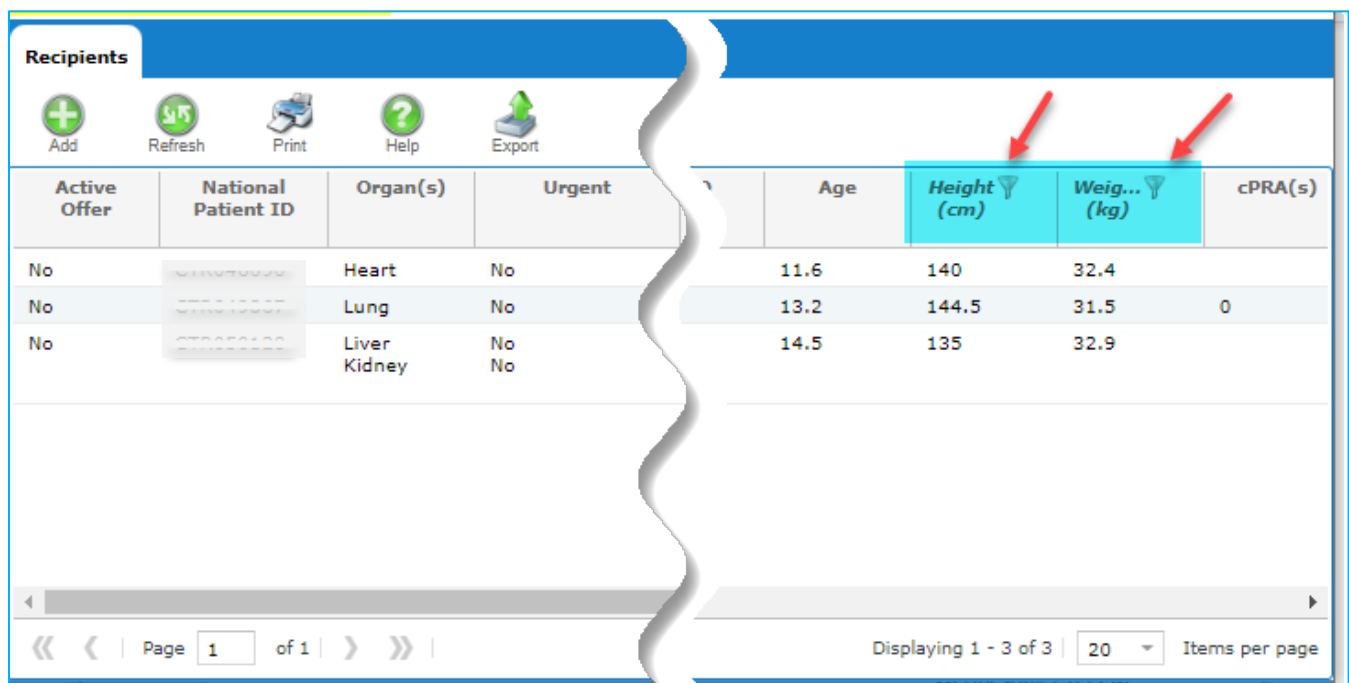 Recipients
Add Refresh Print Help Export
Active Offer National Patient ID Organ(s) Urgent Age Height (cm) Weig... (kg) cPRA(s)
No Heart No 11.6 140 32.4
No Lung No 13.2 144.5 31.5 0
No Liver No 14.5 135 32.9
Kidney No
Page 1 of 1 Displaying 1 - 3 of 3 20 Items per page